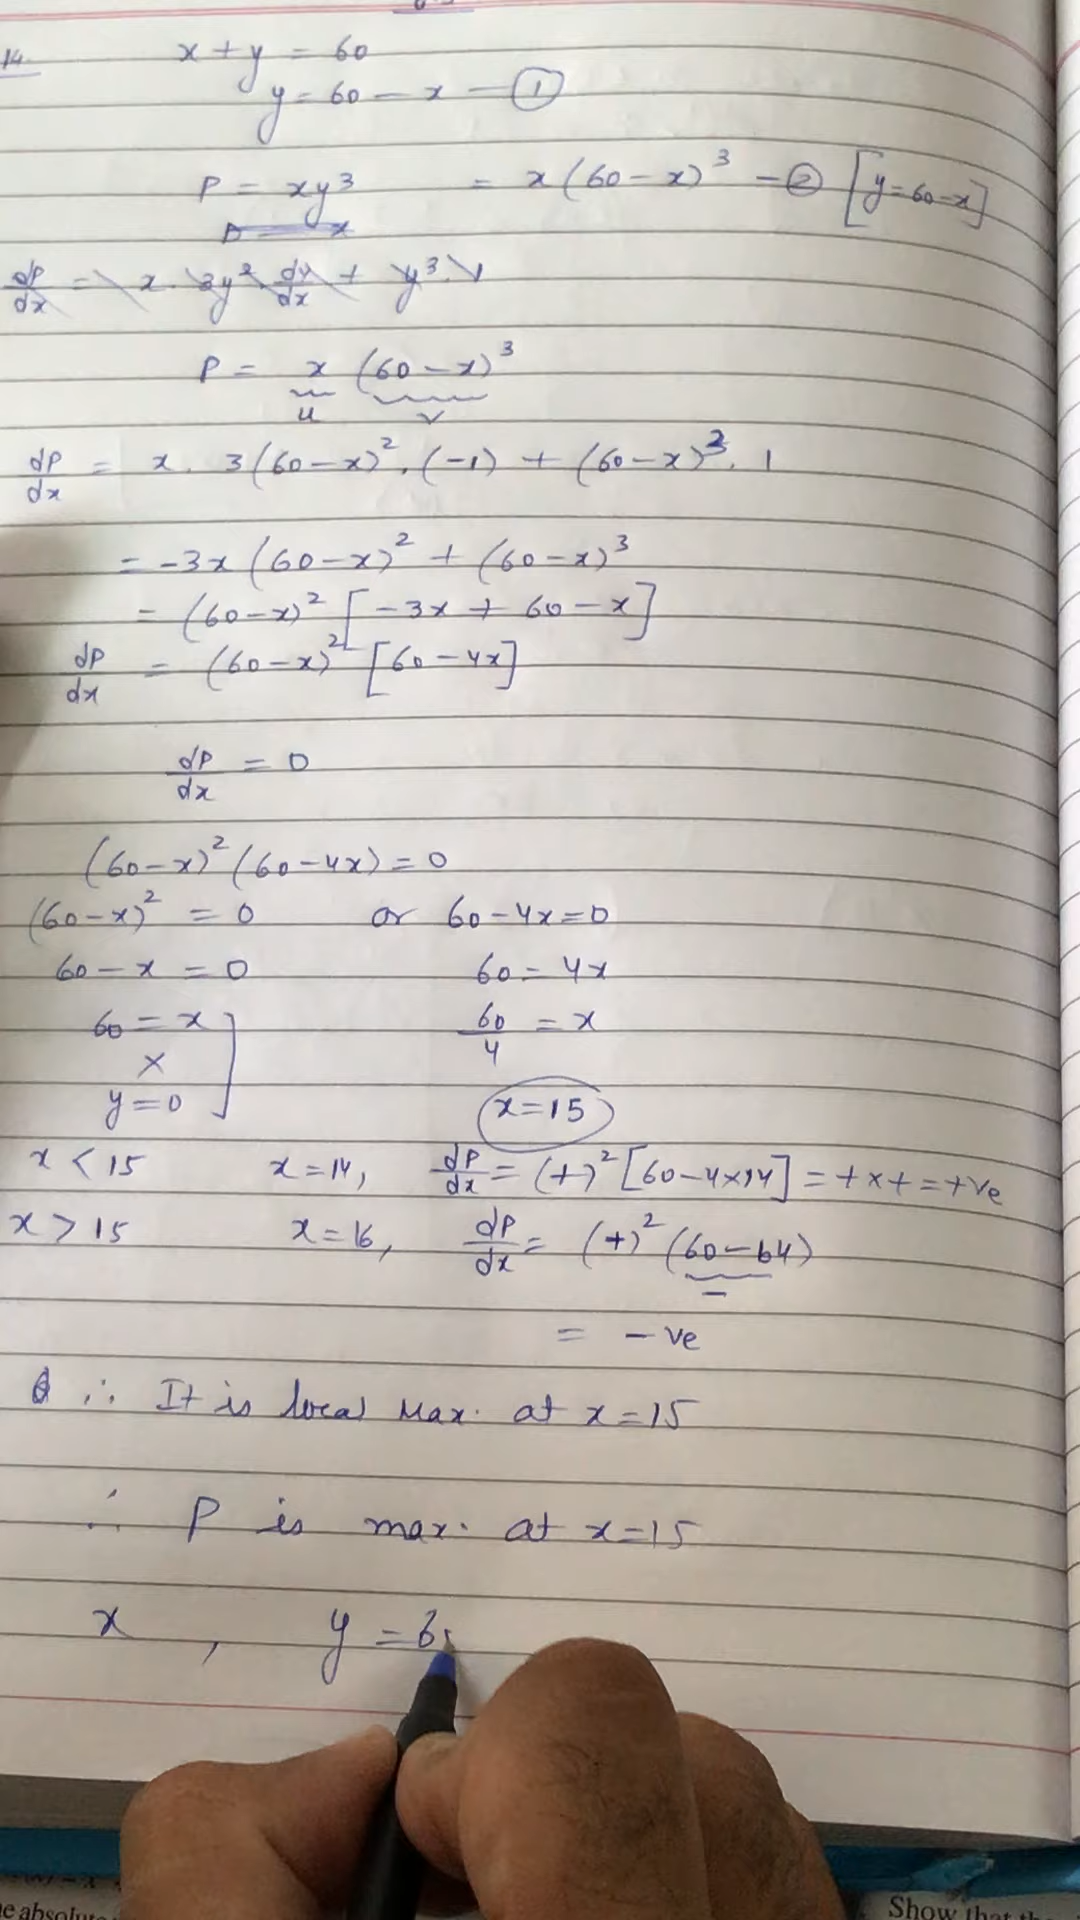 14.
x + y = 60
y = 60 - x - ①
P = xy³ = x(60-x)³ - ② [y=60-x]
P = x
dP/dx = x. 3y² dy/dx + y³.1
P = x (60-x)³
u v
dP/dx = x. 3(60-x)².(-1) + (60-x)³.1
= -3x(60-x)² + (60-x)³
= (60-x)² [-3x + 60-x]
dP/dx = (60-x)² [60-4x]
dP/dx = 0
(60-x)²(60-4x)=0
(60-x)² = 0 or 60-4x=0
60-x = 0 60=4x
60=x 60/4 = x
×
y=0 x=15
x < 15 x=14, dP/dx = (+)² [60-4×14] = +x+=+ve
x > 15 x=16, dP/dx = (+)² (60-64)
-
= -ve
∴ It is local Max. at x=15
∴ P is max. at x=15
x , y = 6
absolute Show that